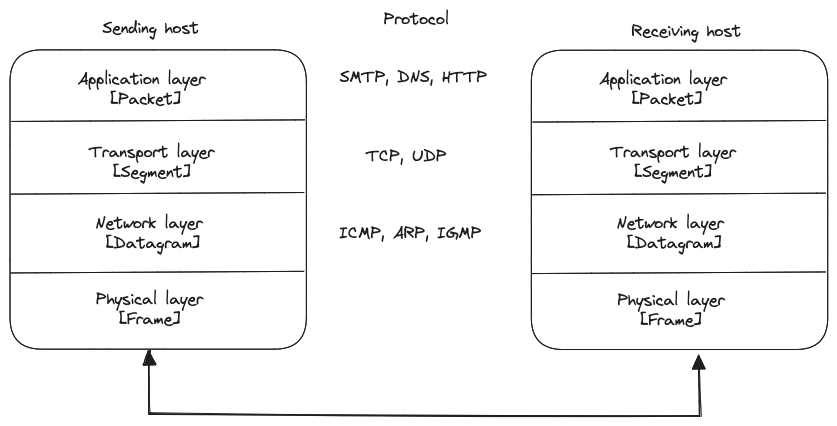 Sending host
Application layer
[Packet]
Transport layer
[Segment]
Network layer
[Datagram]
Physical layer
[Frame]
Protocol
SMTP, DNS, HTTP
TCP, UDP
ICMP, ARP, IGMP
Receiving host
Application layer
[Packet]
Transport layer
[Segment]
Network layer
[Datagram]
Physical layer
[Frame]